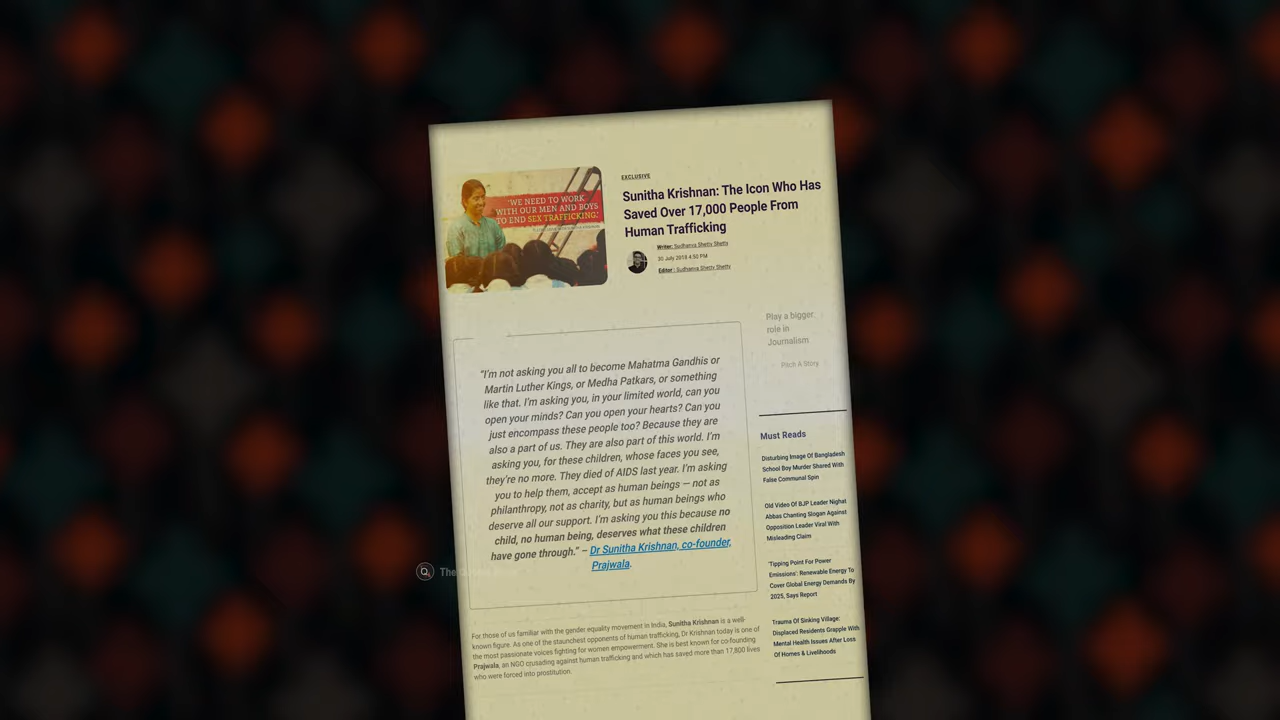 "WE NEED TO WORK
WITH OUR MEN AND BOYS
TO END SEX TRAFFICKING."
EXCLUSIVE
Sunitha Krishnan: The Icon Who Has
Saved Over 17,000 People From
Human Trafficking
Writer: Sudhanva Shetty Shetty
30 July 2018 4:50 PM
Editor : Sudhanva Shetty Shetty
"I'm not asking you all to become Mahatma Gandhis or
Martin Luther Kings, or Medha Patkars, or something
like that. I'm asking you, in your limited world, can you
open your minds? Can you open your hearts? Can you
just encompass these people too? Because they are
also a part of us. They are also part of this world. I'm
asking you, for these children, whose faces you see,
they're no more. They died of AIDS last year. I'm asking
you to help them, accept as human beings — not as
philanthropy, not as charity, but as human beings who
deserve all our support. I'm asking you this because no
child, no human being, deserves what these children
have gone through." – Dr Sunitha Krishnan, co-founder,
Prajwala.
For those of us familiar with the gender equality movement in India, Sunitha Krishnan is a well-
known figure. As one of the staunchest opponents of human trafficking, Dr Krishnan today is one of
the most passionate voices fighting for women empowerment. She is best known for co-founding
Prajwala, an NGO crusading against human trafficking and which has saved more than 17,800 lives
who were forced into prostitution.
Play a bigger
role in
Journalism
Pitch A Story
Must Reads
Disturbing Image Of Bangladesh
School Boy Murder Shared With
False Communal Spin
Old Video Of BJP Leader Nighat
Abbas Chanting Slogan Against
Opposition Leader Viral With
Misleading Claim
'Tipping Point For Power
Emissions': Renewable Energy To
Cover Global Energy Demands By
2025, Says Report
Trauma Of Sinking Village:
Displaced Residents Grapple With
Mental Health Issues After Loss
Of Homes & Livelihoods
The